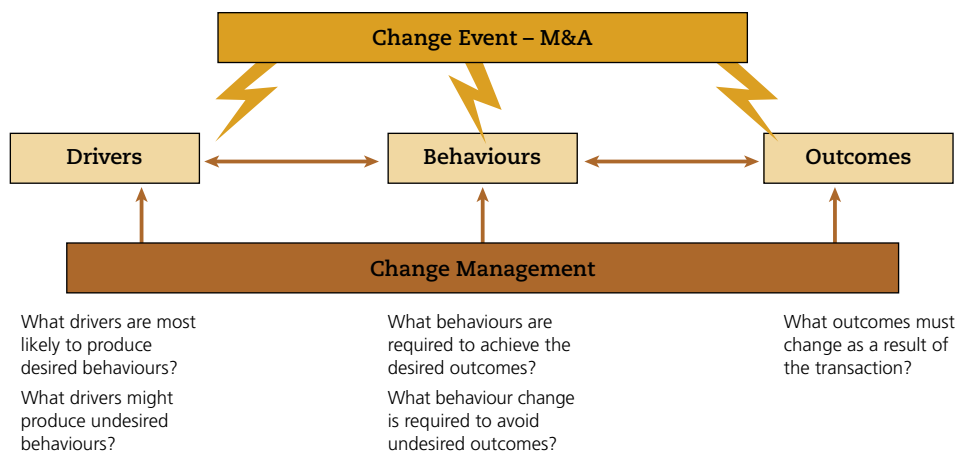 Change Event – M&A
Drivers
Behaviours
Outcomes
Change Management
What drivers are most
likely to produce
desired behaviours?
What drivers might
produce undesired
behaviours?
What behaviours are
required to achieve the
desired outcomes?
What behaviour change
is required to avoid
undesired outcomes?
What outcomes must
change as a result of
the transaction?